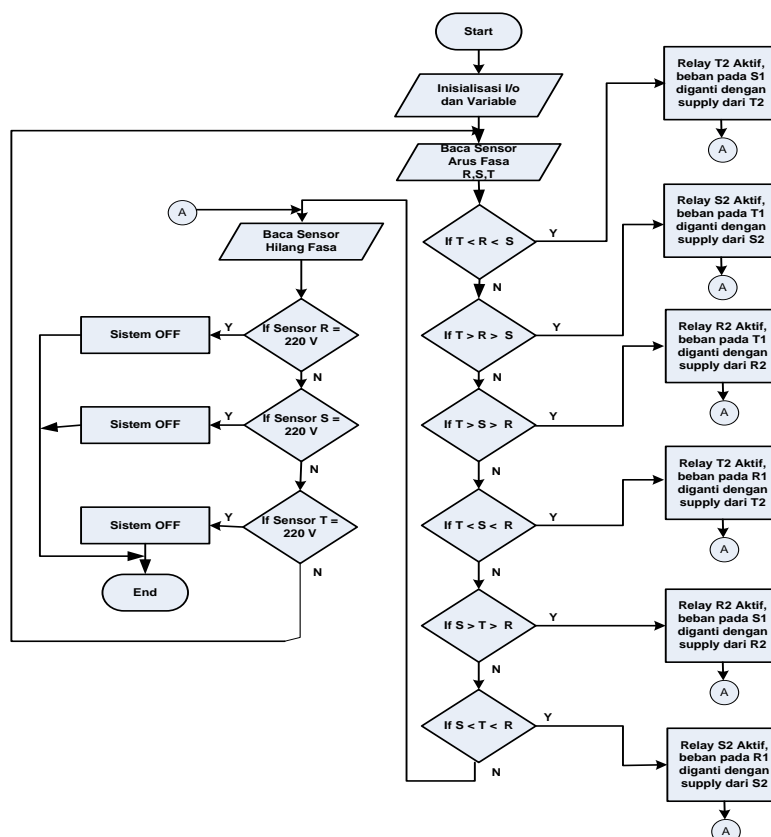 Start
Inisialisasi I/o
dan Variable
Baca Sensor
Arus Fasa
R,S,T
If T < R < S
Y
N
Relay T2 Aktif,
beban pada S1
diganti dengan
supply dari T2
A
If T > R > S
Y
N
Relay S2 Aktif,
beban pada T1
diganti dengan
supply dari S2
A
If T > S > R
Y
N
Relay R2 Aktif,
beban pada T1
diganti dengan
supply dari R2
A
If T < S < R
Y
N
Relay T2 Aktif,
beban pada R1
diganti dengan
supply dari T2
A
If S > T > R
Y
N
Relay R2 Aktif,
beban pada S1
diganti dengan
supply dari R2
A
If S < T < R
Y
N
Relay S2 Aktif,
beban pada R1
diganti dengan
supply dari S2
A
A
Baca Sensor
Hilang Fasa
If Sensor R =
220 V
Y
N
Sistem OFF
If Sensor S =
220 V
Y
N
Sistem OFF
If Sensor T =
220 V
Y
N
Sistem OFF
End